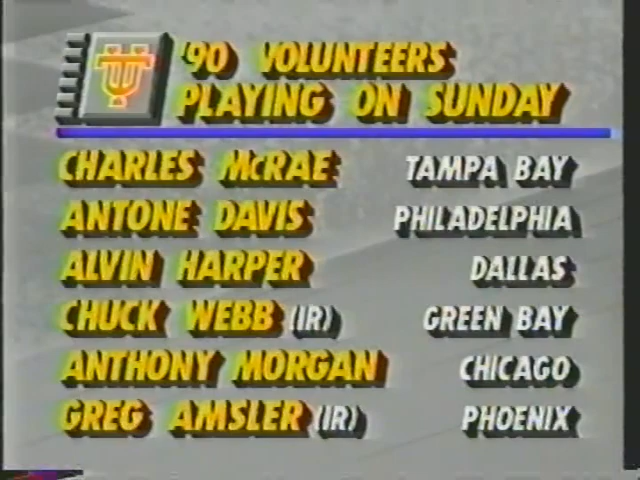 UT
'90 VOLUNTEERS
PLAYING ON SUNDAY
CHARLES McRAE TAMPA BAY
ANTONE DAVIS PHILADELPHIA
ALVIN HARPER DALLAS
CHUCK WEBB (IR) GREEN BAY
ANTHONY MORGAN CHICAGO
GREG AMSLER (IR) PHOENIX